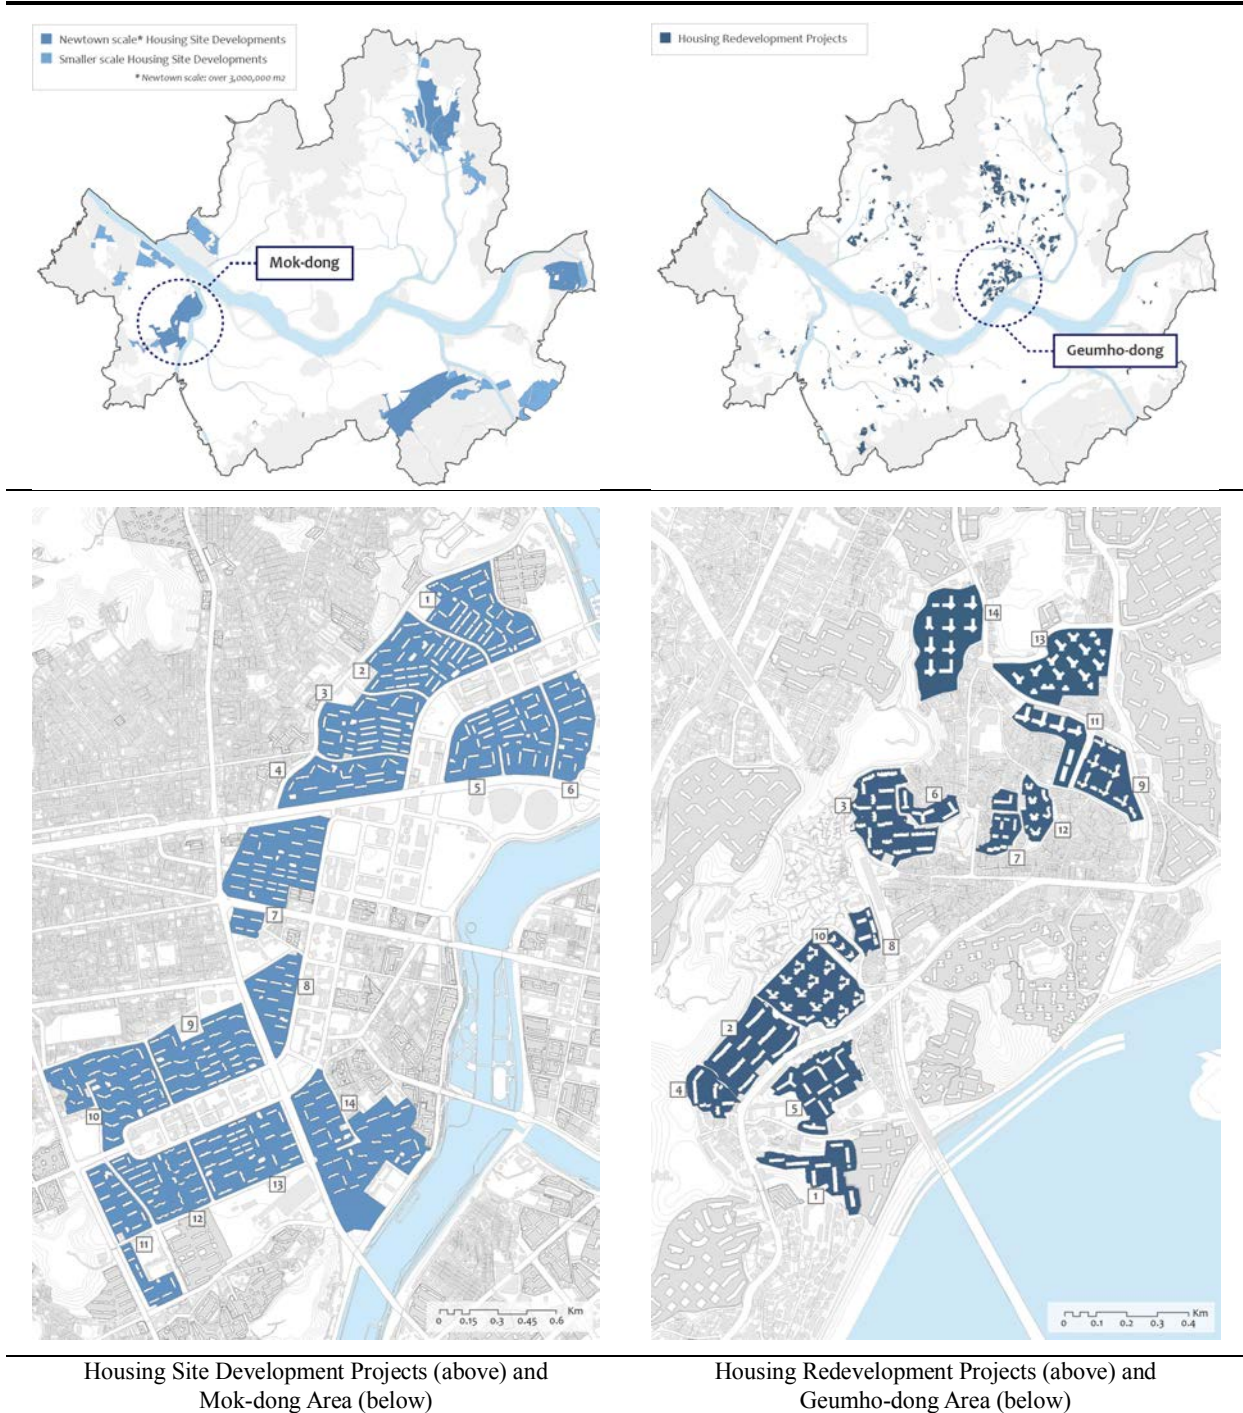 Newtown scale* Housing Site Developments
Smaller scale Housing Site Developments
* Newtown scale: over 3,000,000 m2
Mok-dong
Housing Redevelopment Projects
Geumho-dong
1
2
3
4
5
6
7
8
9
10
14
13
12
11
Km
0 0.15 0.3 0.45 0.6
14
13
11
9
3
6
12
7
10
8
2
4
5
1
Km
0 0.1 0.2 0.3 0.4
Housing Site Development Projects (above) and
Mok-dong Area (below)
Housing Redevelopment Projects (above) and
Geumho-dong Area (below)